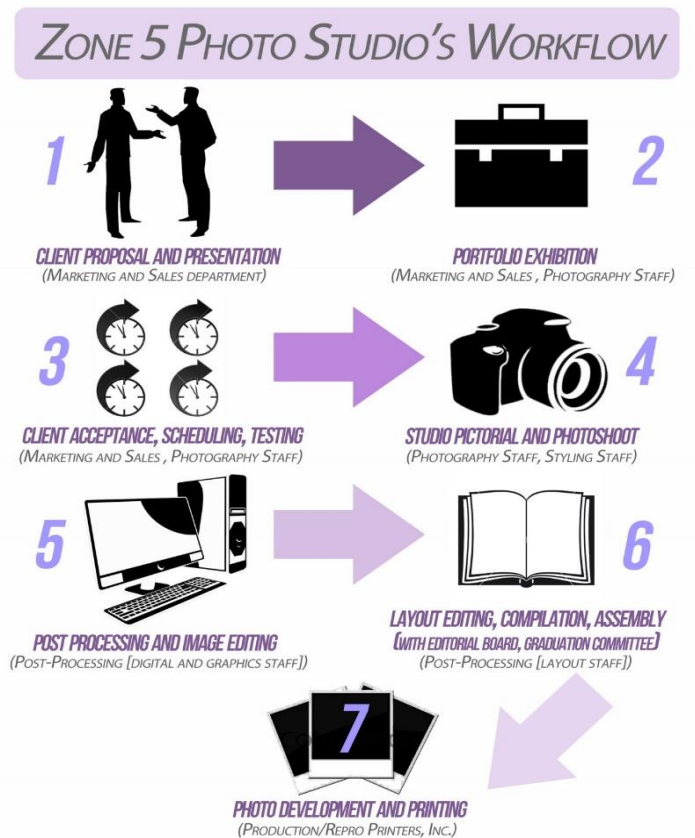 ZONE 5 PHOTO STUDIO'S WORKFLOW
1
2
CLIENT PROPOSAL AND PRESENTATION
(MARKETING AND SALES DEPARTMENT)
PORTFOLIO EXHIBITION
(MARKETING AND SALES , PHOTOGRAPHY STAFF)
3
4
CLIENT ACCEPTANCE, SCHEDULING, TESTING
(MARKETING AND SALES , PHOTOGRAPHY STAFF)
STUDIO PICTORIAL AND PHOTOSHOOT
(PHOTOGRAPHY STAFF, STYLING STAFF)
5
6
POST PROCESSING AND IMAGE EDITING
(POST-PROCESSING [DIGITAL AND GRAPHICS STAFF])
LAYOUT EDITING, COMPILATION, ASSEMBLY
(WITH EDITORIAL BOARD, GRADUATION COMMITTEE)
(POST-PROCESSING [LAYOUT STAFF])
7
PHOTO DEVELOPMENT AND PRINTING
(PRODUCTION/REPRO PRINTERS, INC.)